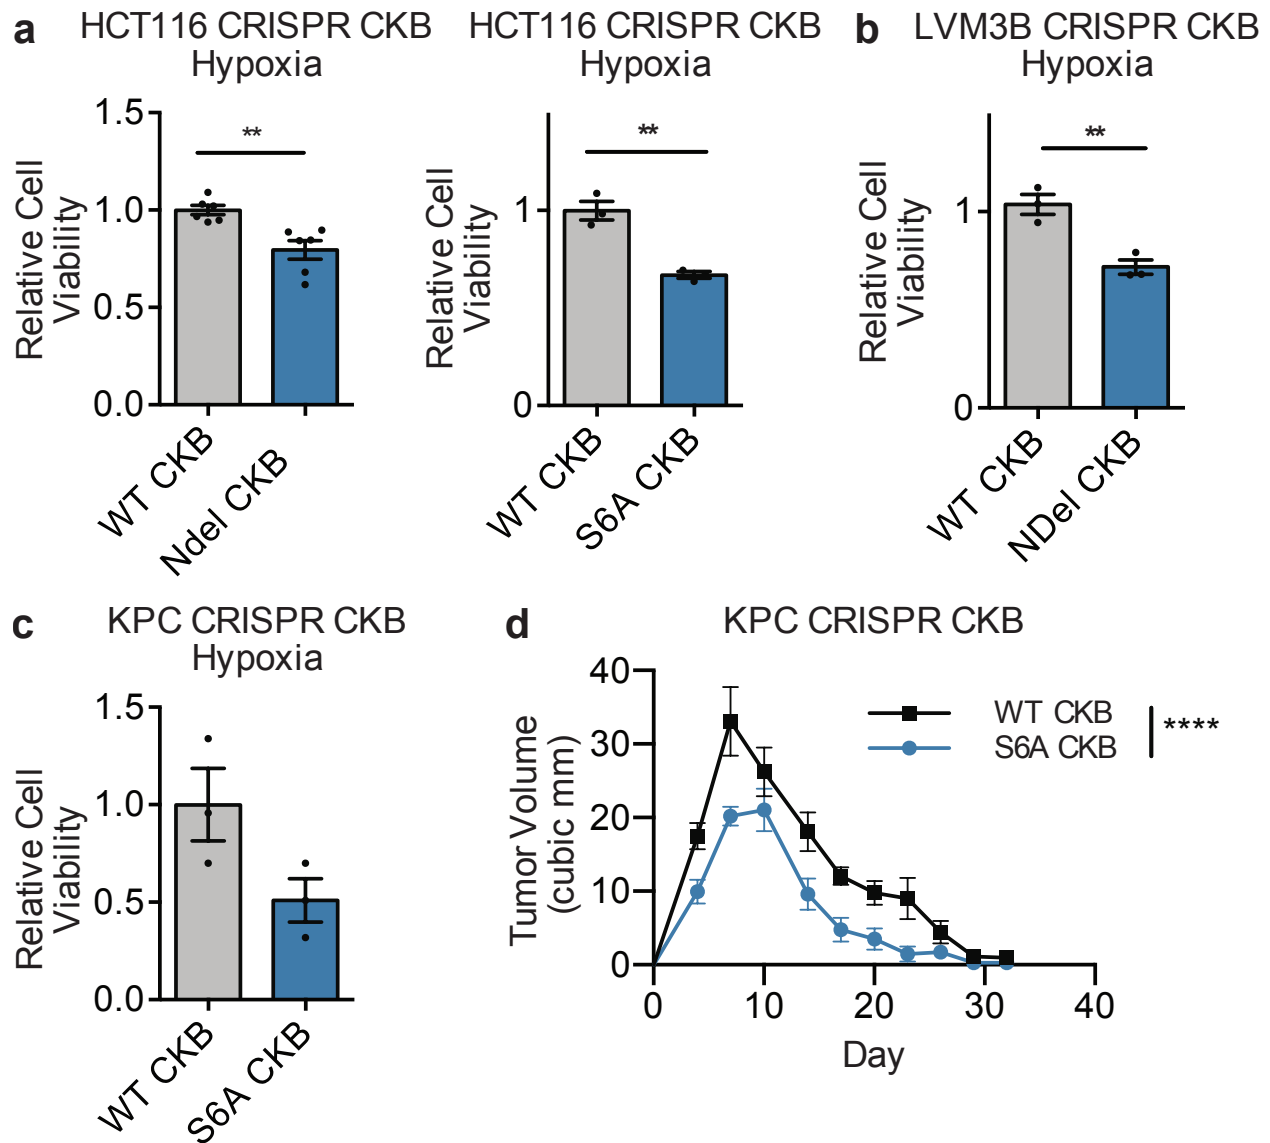 a
HCT116 CRISPR CKB
Hypoxia
Relative Cell
Viability
1.5
1.0
0.5
0.0
**
WT CKB
Ndel CKB
HCT116 CRISPR CKB
Hypoxia
Relative Cell
Viability
1
0
**
WT CKB
S6A CKB
b
LVM3B CRISPR CKB
Hypoxia
Relative Cell
Viability
1
0
**
WT CKB
NDel CKB
c
KPC CRISPR CKB
Hypoxia
Relative Cell
Viability
1.5
1.0
0.5
0.0
WT CKB
S6A CKB
d
KPC CRISPR CKB
Tumor Volume
(cubic mm)
40
30
20
10
0
WT CKB
S6A CKB
****
0 10 20 30 40
Day